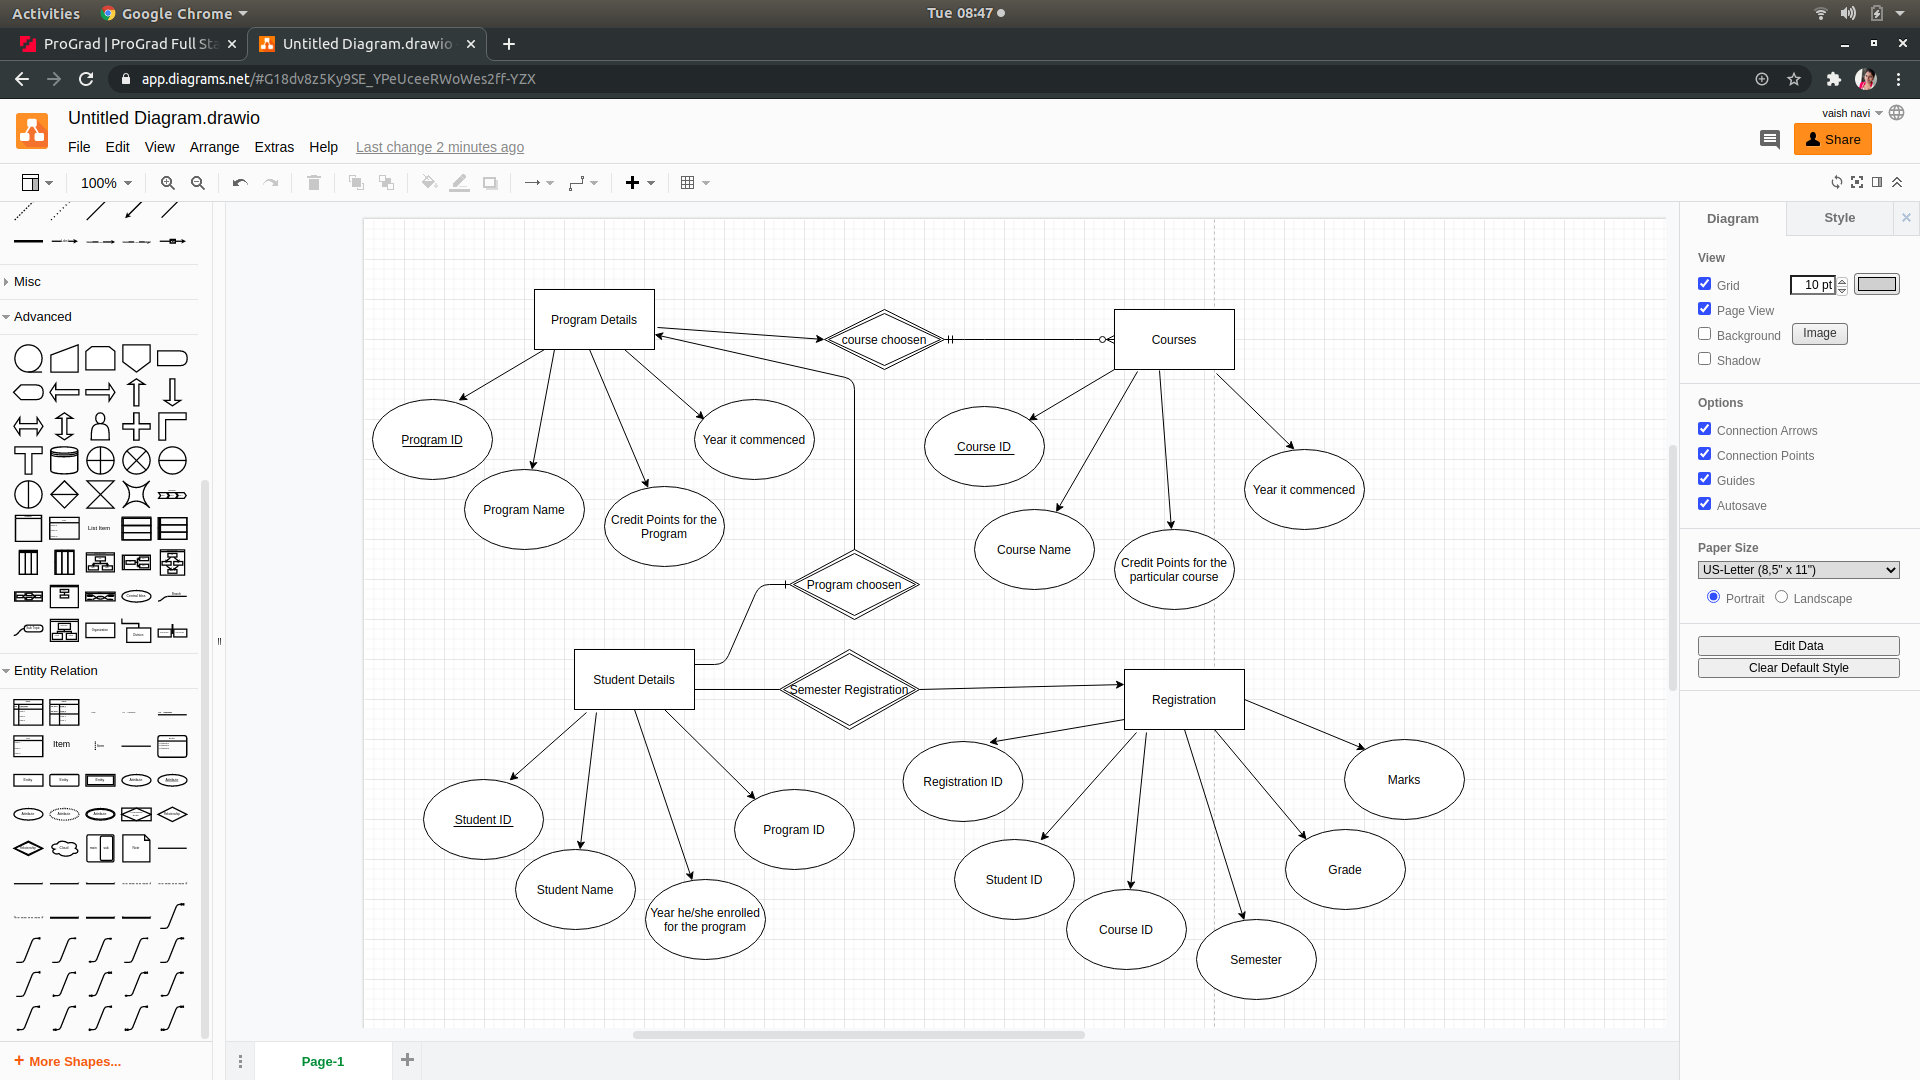 Activities
Google Chrome
Tue 08:47
ProGrad | ProGrad Full Sta
Untitled Diagram.drawio
app.diagrams.net/#G18dv8z5Ky9SE_YPeUceeRWoWes2ff-YZX
Untitled Diagram.drawio
vaish navi
File Edit View Arrange Extras Help Last change 2 minutes ago
Share
100%
Diagram
Style
Misc
Advanced
List Item
Entity Relation
Item
+ More Shapes...
Program Details
course choosen
Courses
Program ID
Year it commenced
Course ID
Program Name
Credit Points for the
Program
Year it commenced
Course Name
Credit Points for the
particular course
Program choosen
Student Details
Semester Registration
Registration
Registration ID
Marks
Student ID
Program ID
Student Name
Year he/she enrolled
for the program
Student ID
Grade
Course ID
Semester
View
Grid
10 pt
Page View
Background
Image
Shadow
Options
Connection Arrows
Connection Points
Guides
Autosave
Paper Size
US-Letter (8,5" x 11")
Portrait Landscape
Edit Data
Clear Default Style
Page-1